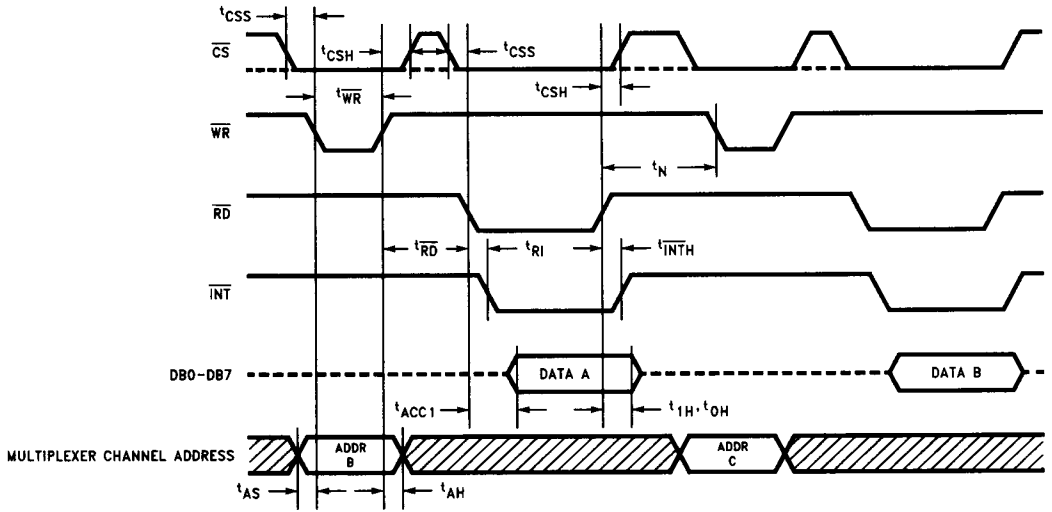 tCSS
CS
tCSH
tCSS
tWR
tCSH
WR
tN
RD
tRD
tRI
tINTH
INT
DB0-DB7
DATA A
DATA B
tACC1
t1H, t0H
MULTIPLEXER CHANNEL ADDRESS
ADDR
B
ADDR
C
tAS
tAH